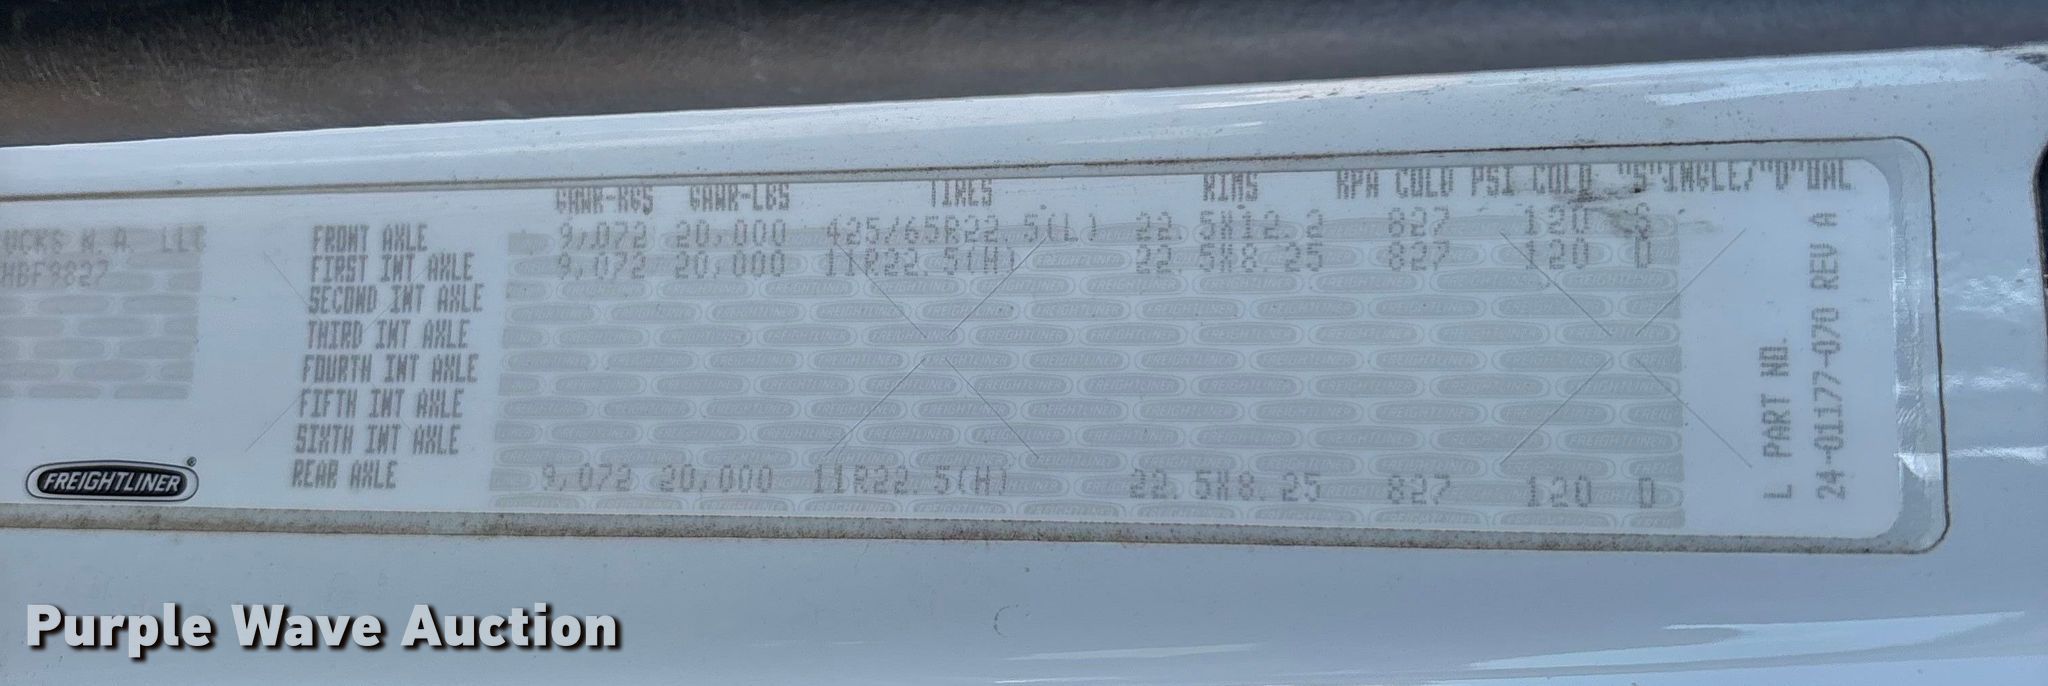 GAWR-KGS GAWR-LBS TIRES RIMS KPA COLD PSI COLD "S"INGLE/"D"UAL
UCKS N.A. LLC
HBF9827
FRONT AXLE 9,072 20,000 425/65R22.5(L) 22.5X12.2 827 120 S
FIRST INT AXLE 9,072 20,000 11R22.5(H) 22.5X8.25 827 120 D
SECOND INT AXLE
THIRD INT AXLE
FOURTH INT AXLE
FIFTH INT AXLE
SIXTH INT AXLE
REAR AXLE 9,072 20,000 11R22.5(H) 22.5X8.25 827 120 D
FREIGHTLINER
L PART NO.
24-01177-070 REV A
Purple Wave Auction